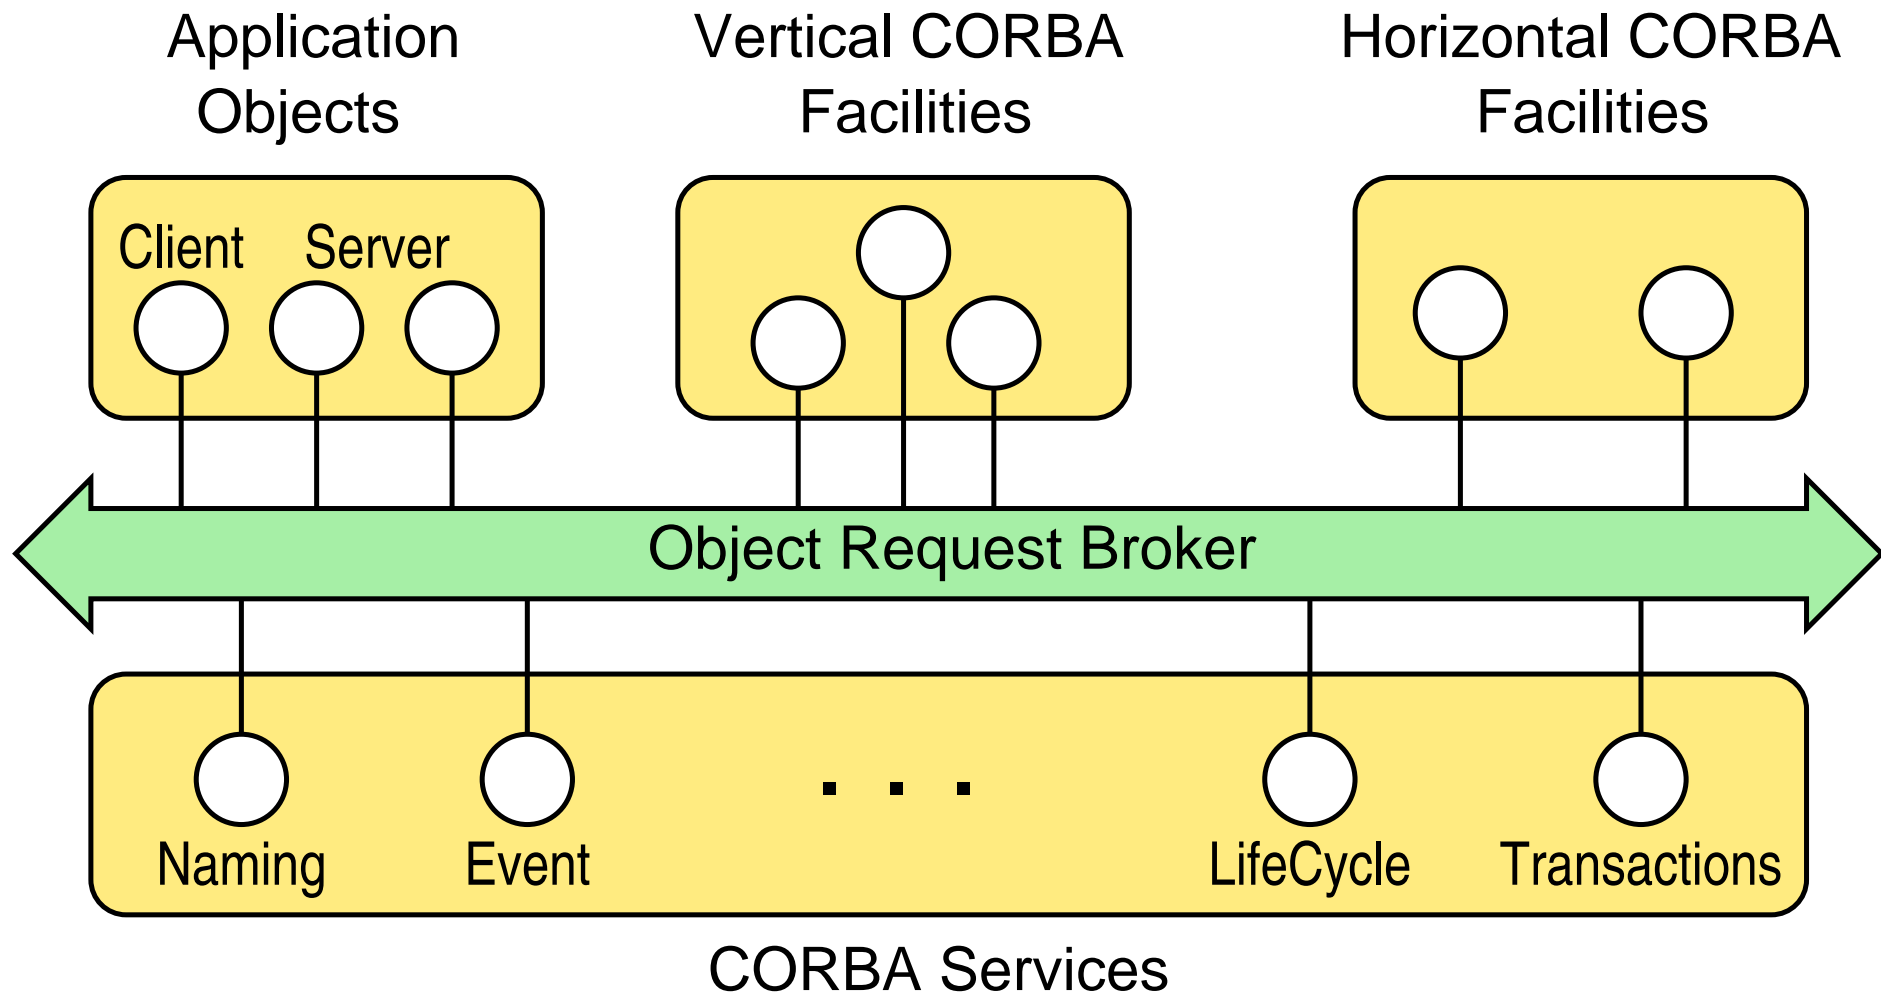 Application
Objects
Vertical CORBA
Facilities
Horizontal CORBA
Facilities
Client Server
Object Request Broker
. . .
Naming Event LifeCycle Transactions
CORBA Services